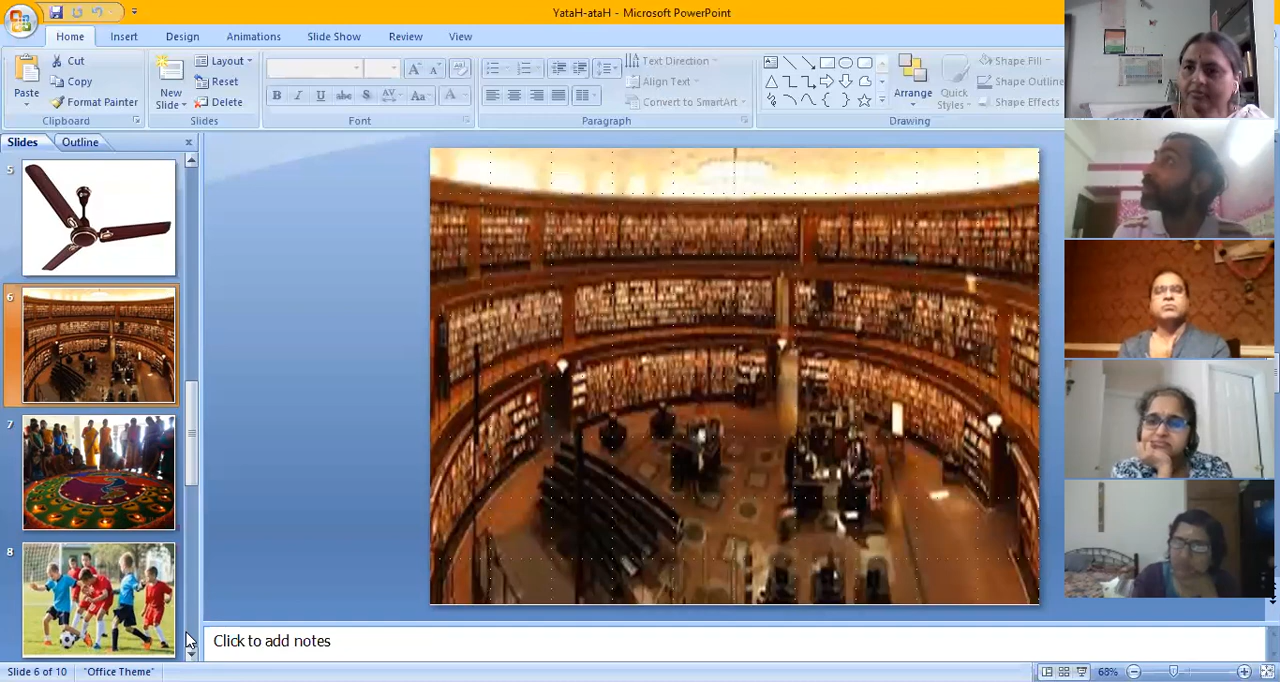 YataH-ataH - Microsoft PowerPoint
Home Insert Design Animations Slide Show Review View
Paste
Cut
Copy
Format Painter
Clipboard
New
Slide
Layout
Reset
Delete
Slides
B I U abc S AV Aa A
Font
Text Direction
Align Text
Convert to SmartArt
Paragraph
Arrange
Quick
Styles
Shape Fill
Shape Outline
Shape Effects
Drawing
Slides Outline
5
6
7
8
Click to add notes
Slide 6 of 10 "Office Theme" 68%